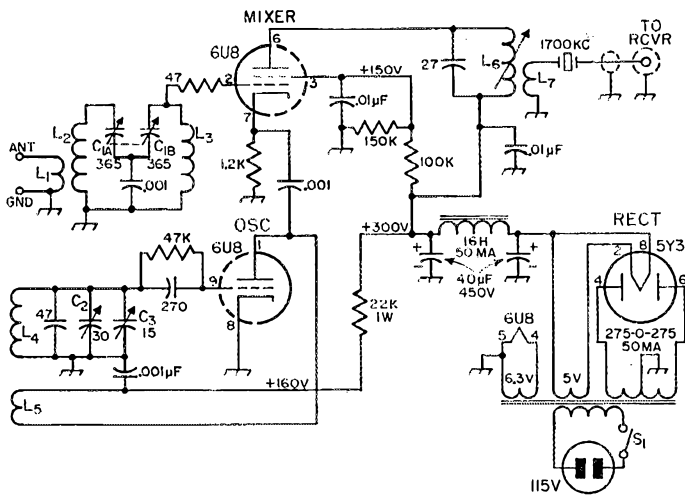 MIXER
TO
RCVR
6U8
6
2
3
7
47
+150V
27
L6
L7
1700KC
.01µF
150K
100K
.01µF
ANT
GND
L1
L2
C1A
365
C1B
365
L3
.001
1.2K
.001
+300V
16H
50 MA
40µF
450V
RECT
5Y3
2
8
4
6
OSC
6U8
1
9
8
47K
270
L4
47
C2
30
C3
15
.001µF
22K
1W
+160V
L5
6U8
5
4
6.3V
5V
275-0-275
50MA
S1
115V